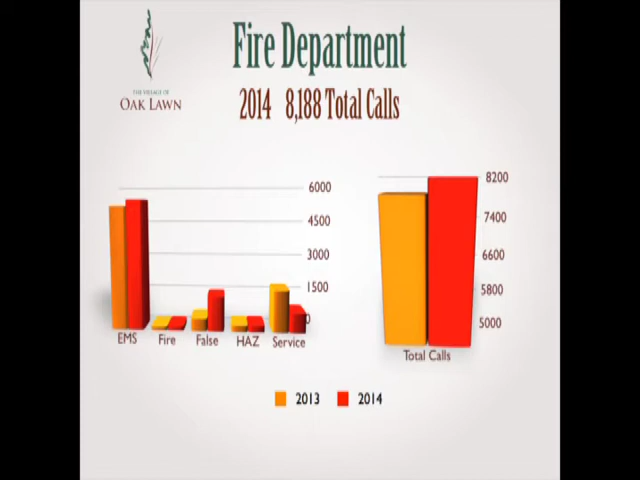 Fire Department
THE VILLAGE OF
OAK LAWN
2014 8,188 Total Calls
6000
4500
3000
1500
0
EMS Fire False HAZ Service
8200
7400
6600
5800
5000
Total Calls
2013 2014